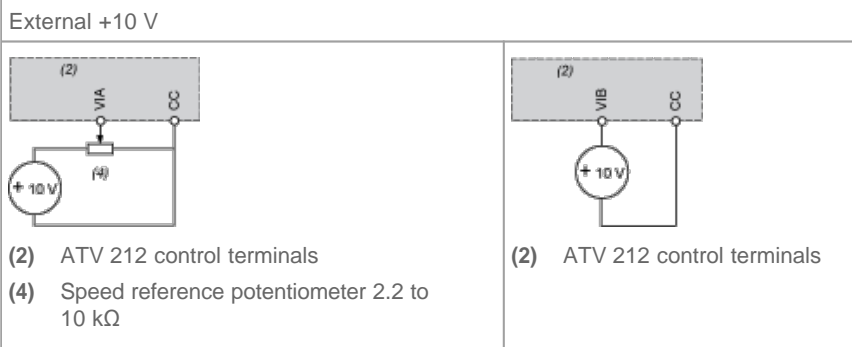 External +10 V
(2)
VIA
CC
(4)
+ 10 V
(2) ATV 212 control terminals
(4) Speed reference potentiometer 2.2 to
10 kΩ
(2)
VIB
CC
+ 10 V
(2) ATV 212 control terminals